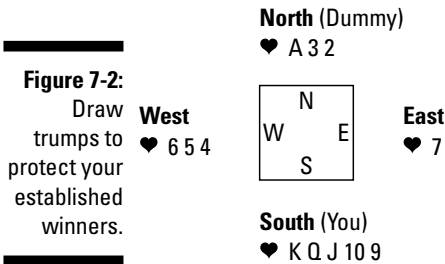 North (Dummy)
♥ A 3 2
Figure 7-2:
Draw
trumps to
protect your
established
winners.
West
♥ 6 5 4
N
W E
S
East
♥ 7
South (You)
♥ K Q J 10 9